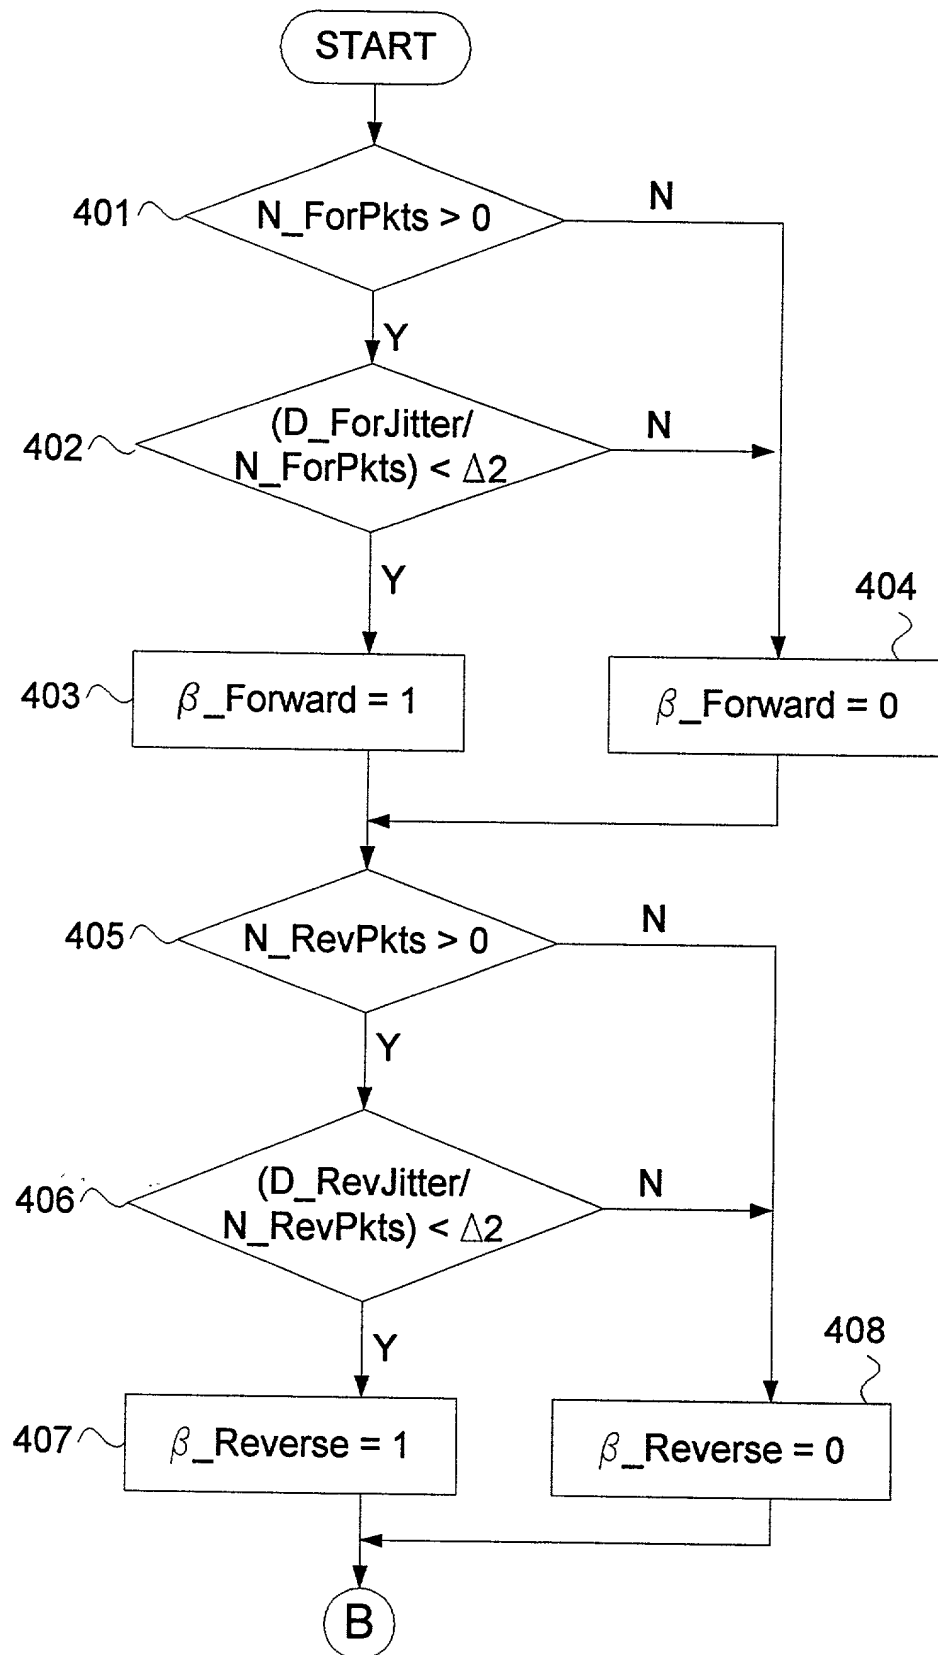 START
401
N_ForPkts > 0
N
Y
402
(D_ForJitter/
N_ForPkts) < Δ2
N
Y
404
403
β_Forward = 1
β_Forward = 0
405
N_RevPkts > 0
N
Y
406
(D_RevJitter/
N_RevPkts) < Δ2
N
Y
408
407
β_Reverse = 1
β_Reverse = 0
B